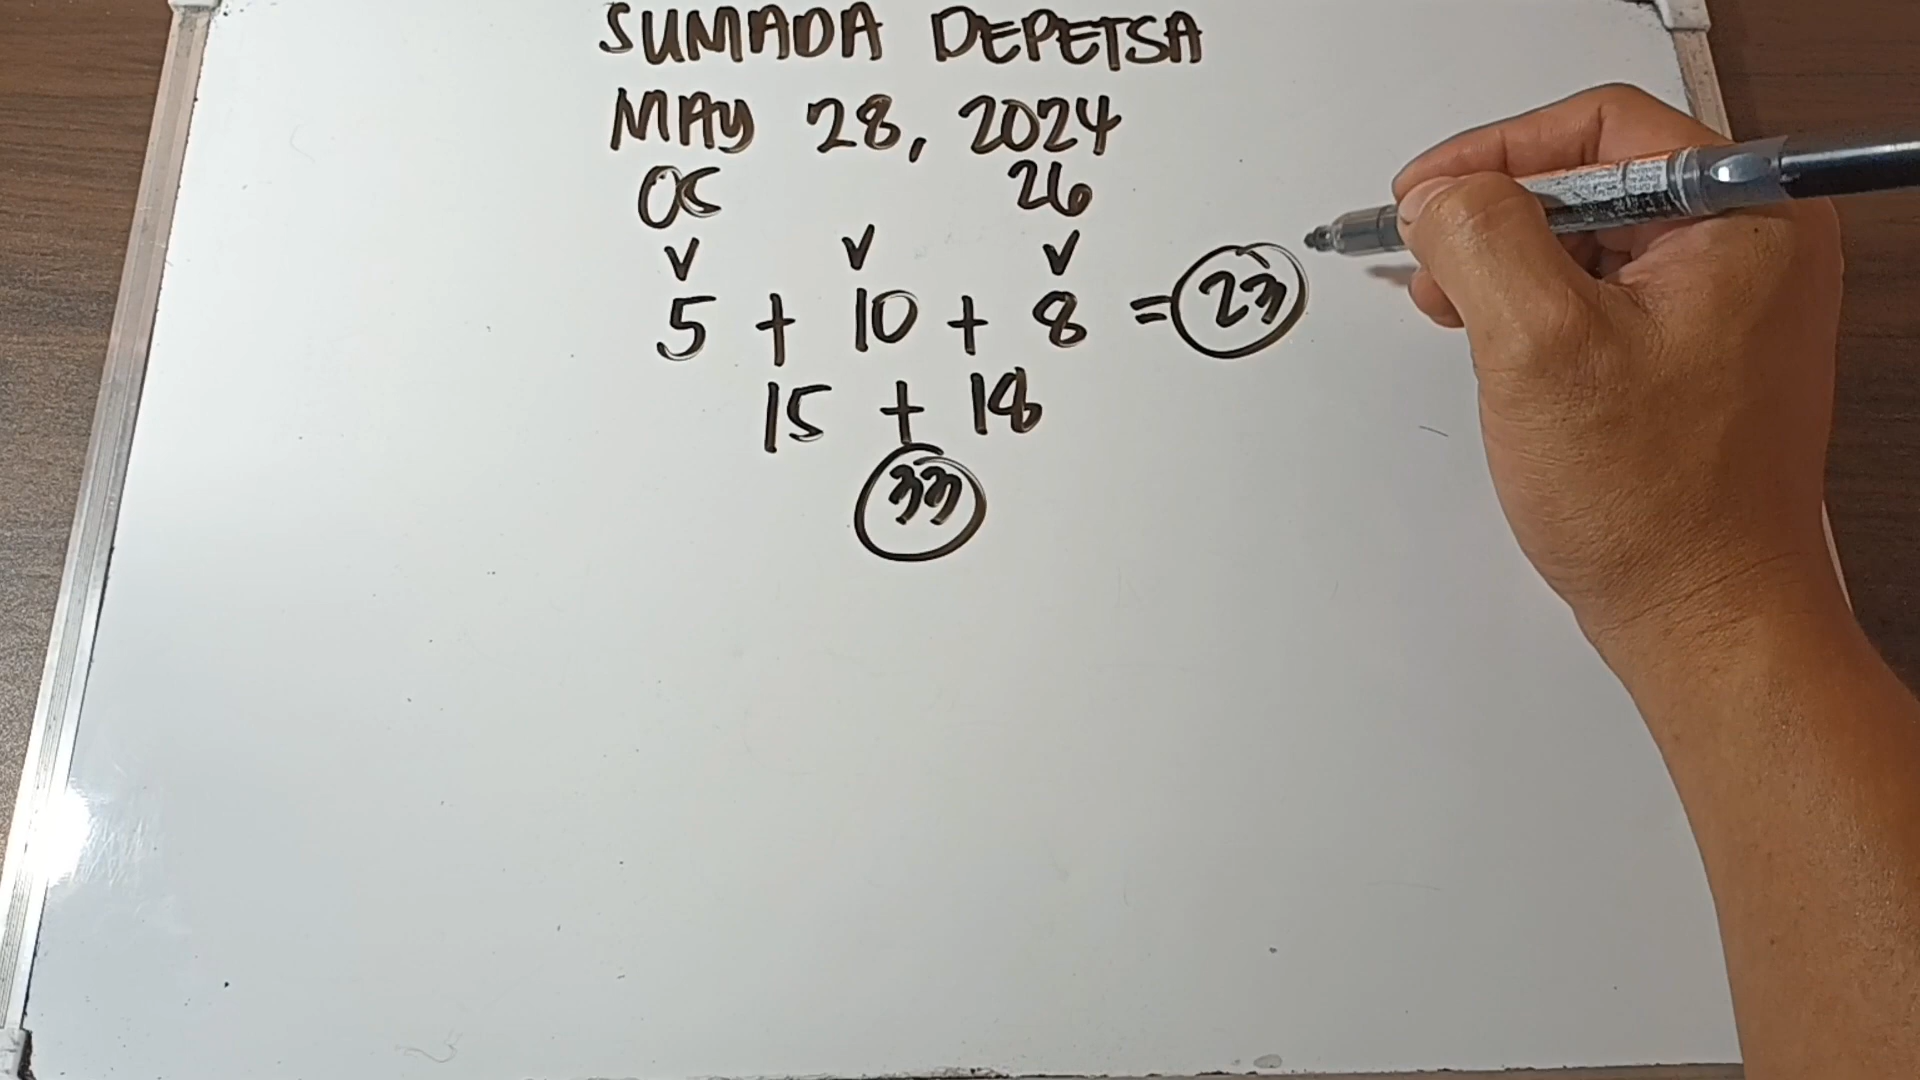 SUMADA DEPETSA
MAY 28, 2024
05 26
v v v
5 + 10 + 8 = 23
15 + 18
33